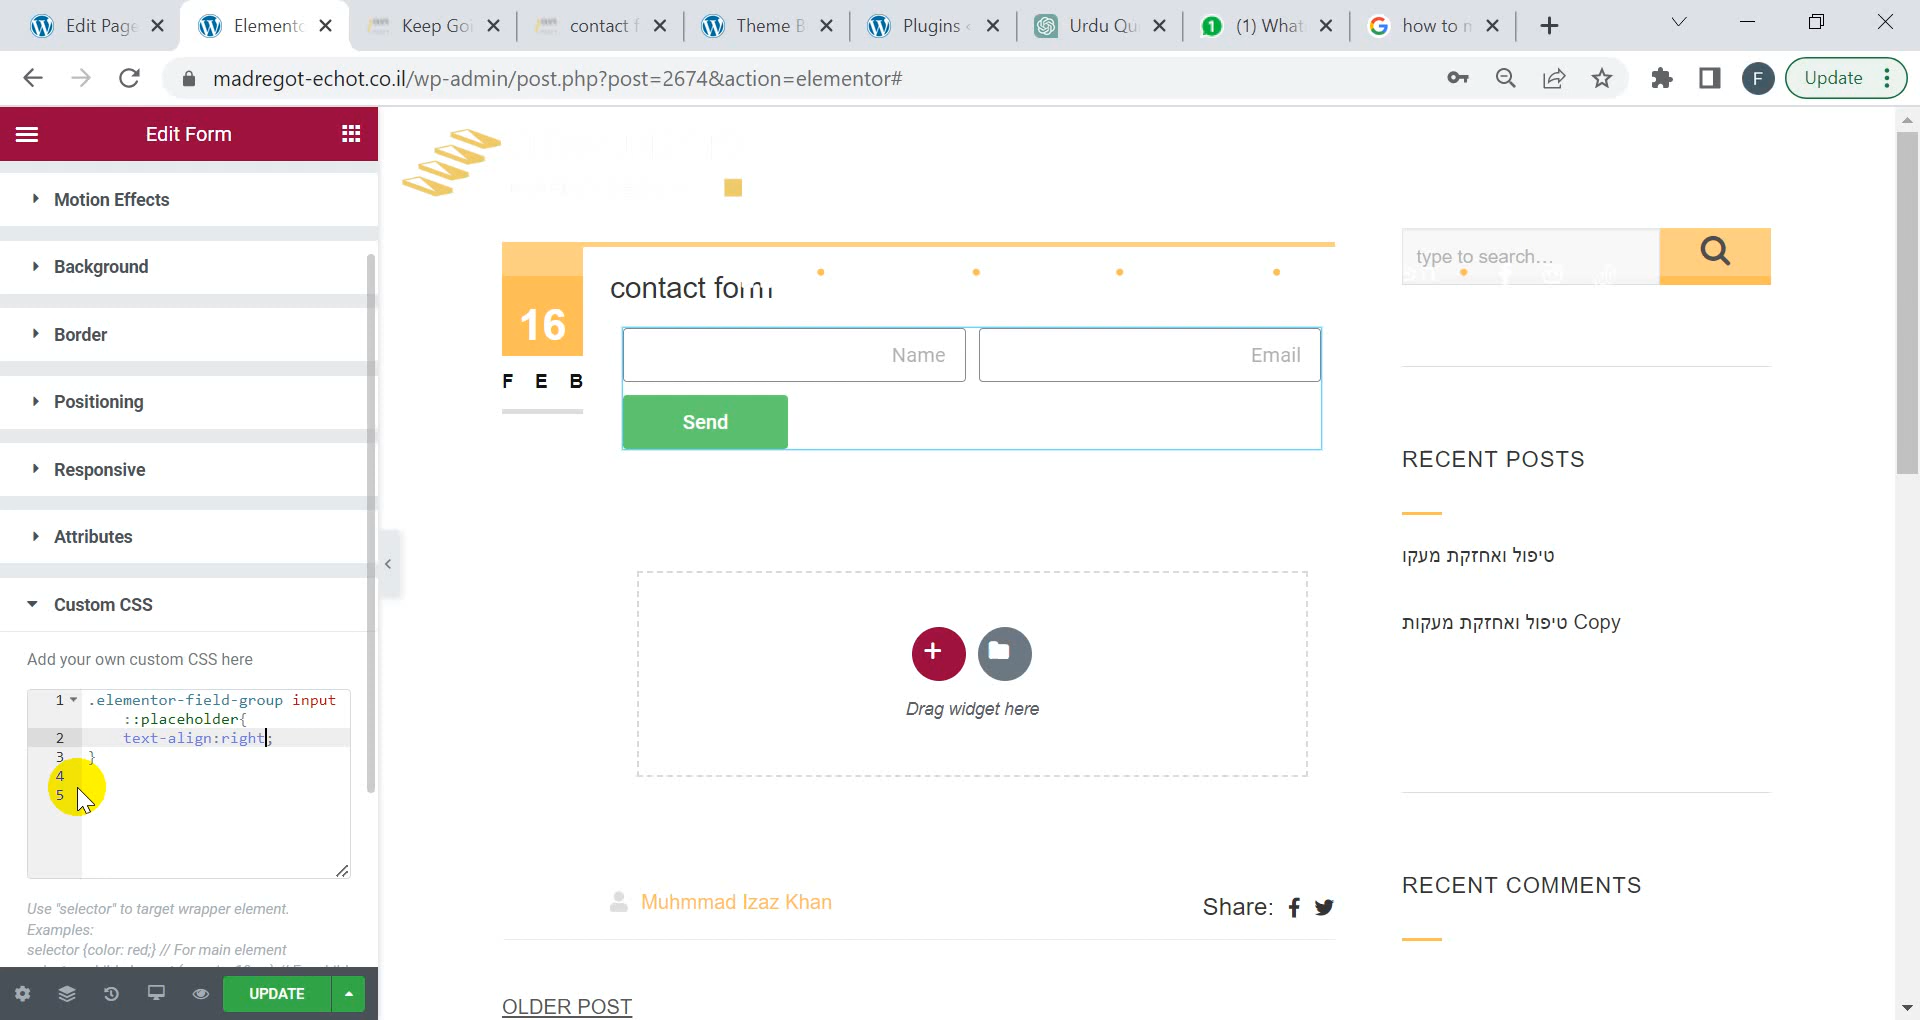 Edit Page
Elemento
Keep Goi
contact f
Theme B
Plugins <
Urdu Qu
(1) What
how to m
madregot-echot.co.il/wp-admin/post.php?post=2674&action=elementor#
F
Update
Edit Form
Motion Effects
Background
Border
Positioning
Responsive
Attributes
Custom CSS
Add your own custom CSS here
1 .elementor-field-group input
::placeholder{
2 text-align:right;
3 }
4
5
Use "selector" to target wrapper element.
Examples:
selector {color: red;} // For main element
UPDATE
16
FEB
contact form
Name
Email
Send
Drag widget here
Muhmmad Izaz Khan
Share:
OLDER POST
type to search...
RECENT POSTS
טיפול ואחזקת מעקו
טיפול ואחזקת מעקות Copy
RECENT COMMENTS